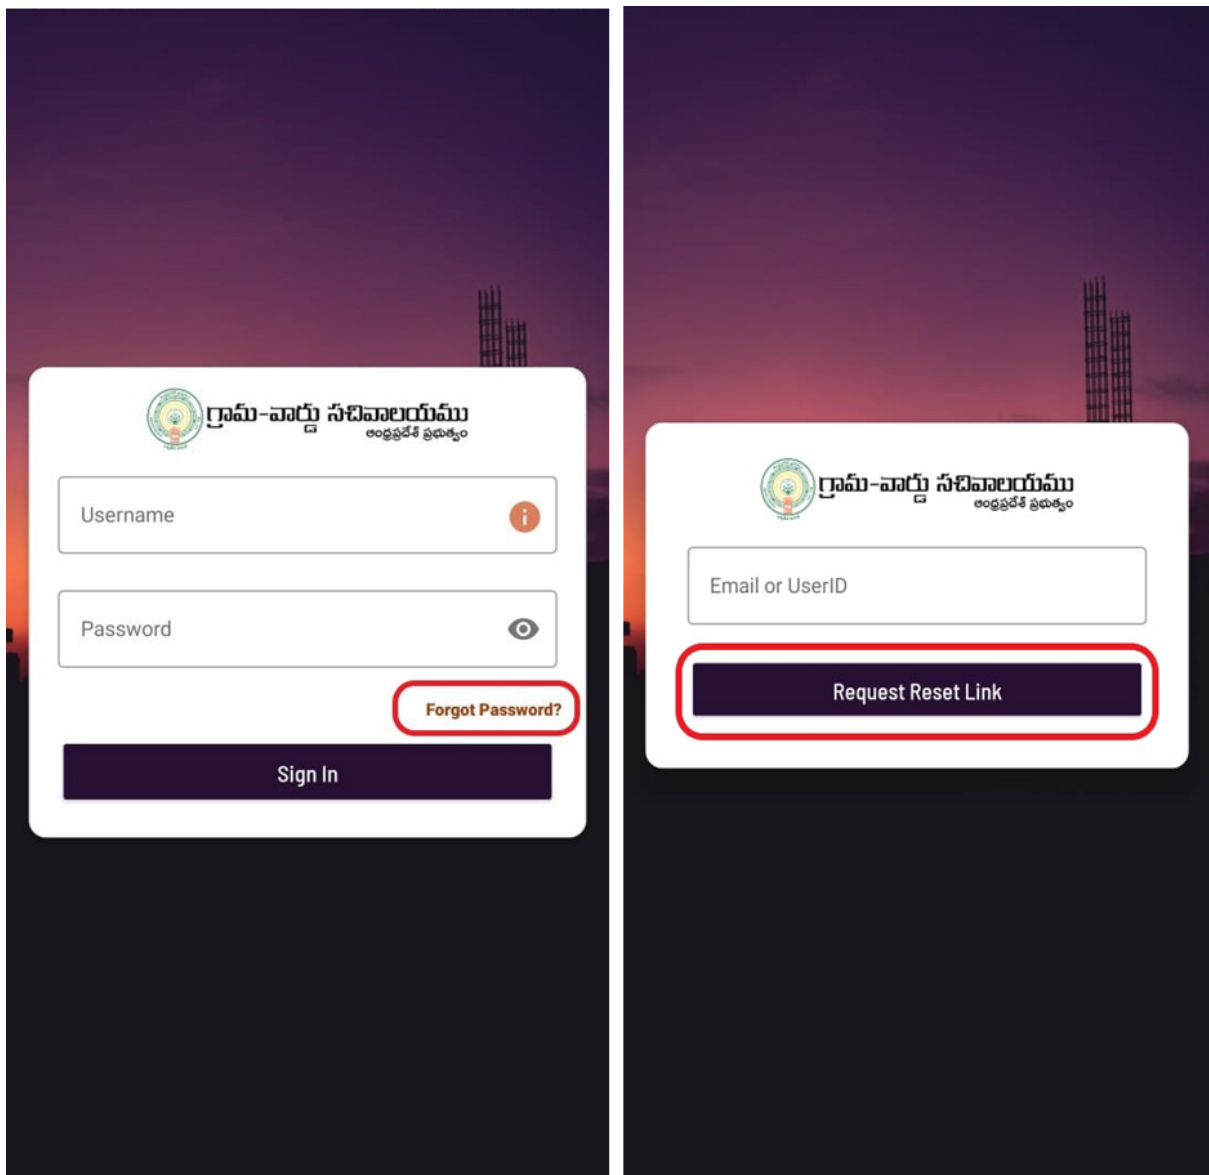 గ్రామ-వార్డు సచివాలయము
ఆంధ్రప్రదేశ్ ప్రభుత్వం
Username
Password
Forgot Password?
Sign In
గ్రామ-వార్డు సచివాలయము
ఆంధ్రప్రదేశ్ ప్రభుత్వం
Email or UserID
Request Reset Link